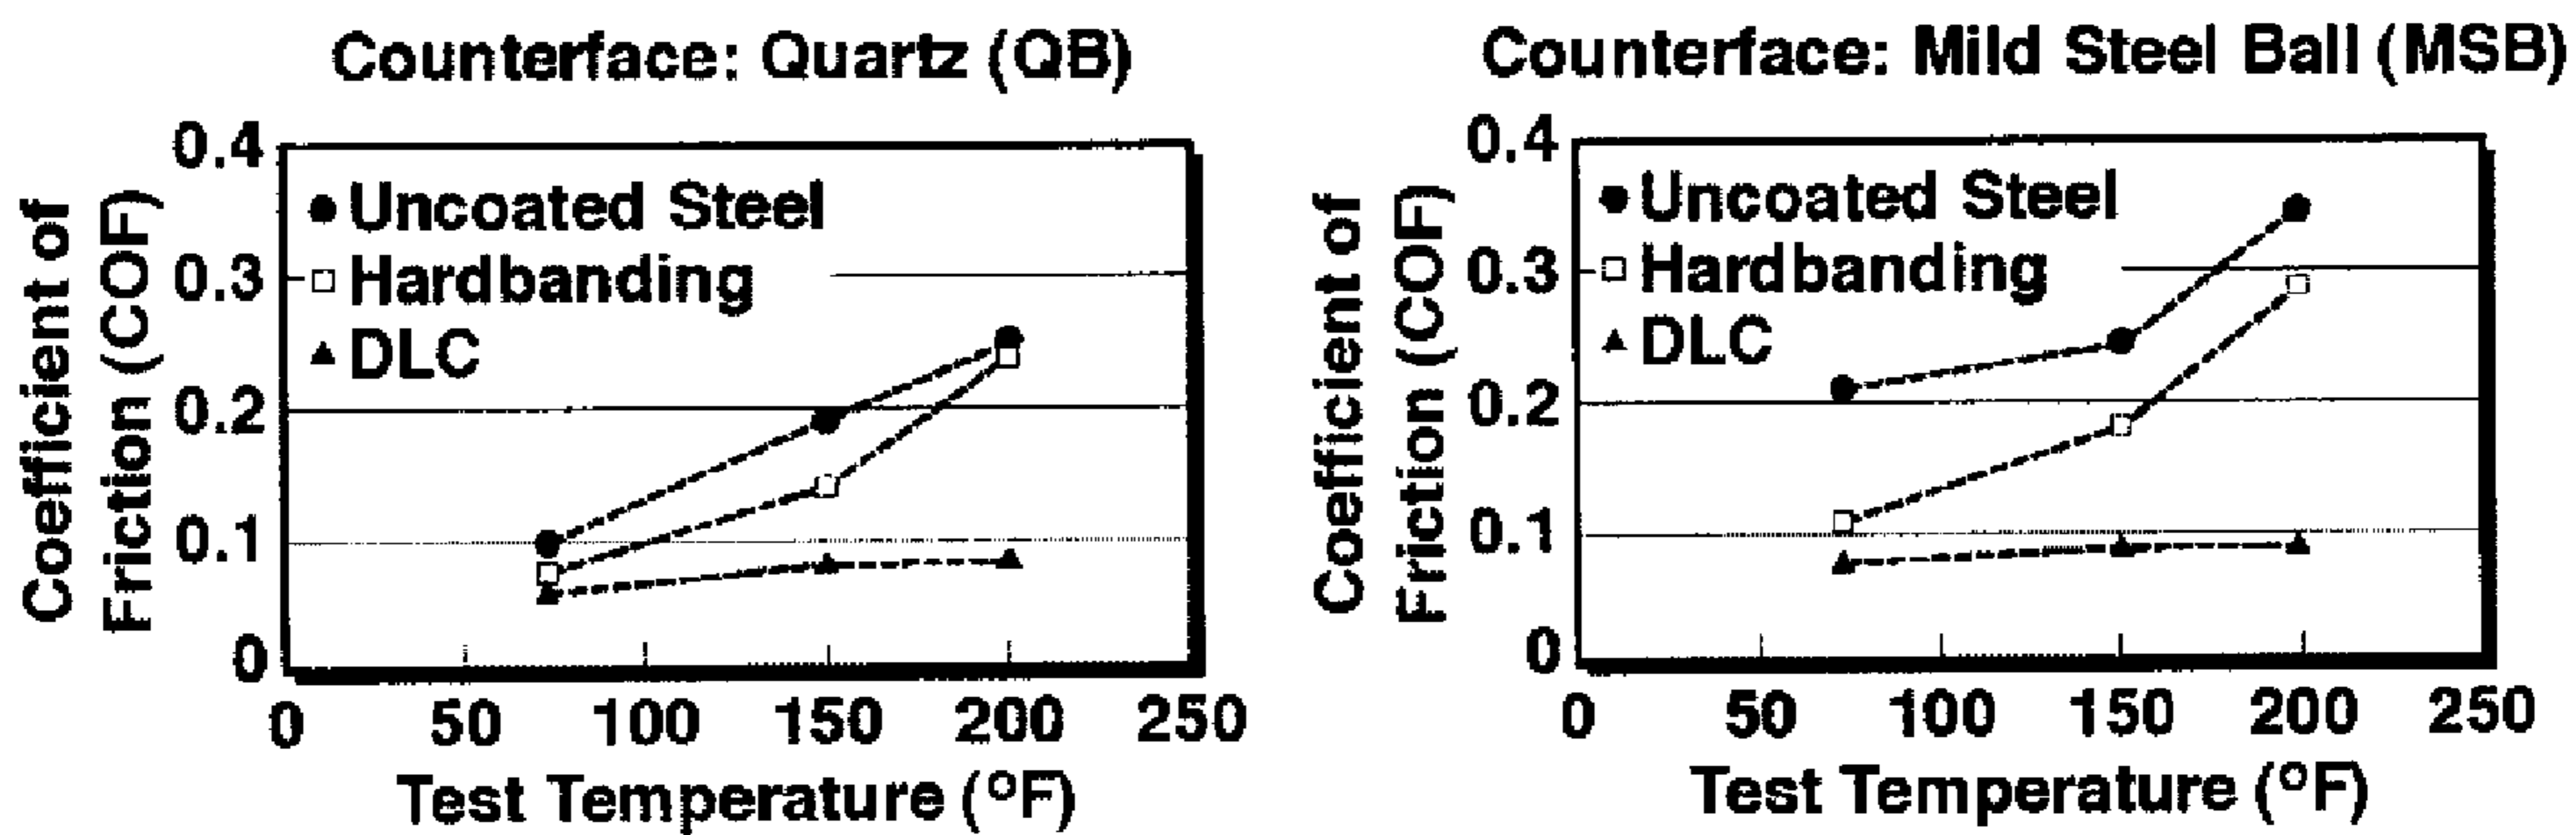 Counterface: Quartz (QB)
Coefficient of
Friction (COF)
0.4
0.3
0.2
0.1
0
Uncoated Steel
Hardbanding
DLC
0 50 100 150 200 250
Test Temperature (°F)
Counterface: Mild Steel Ball (MSB)
Coefficient of
Friction (COF)
0.4
0.3
0.2
0.1
0
Uncoated Steel
Hardbanding
DLC
0 50 100 150 200 250
Test Temperature (°F)